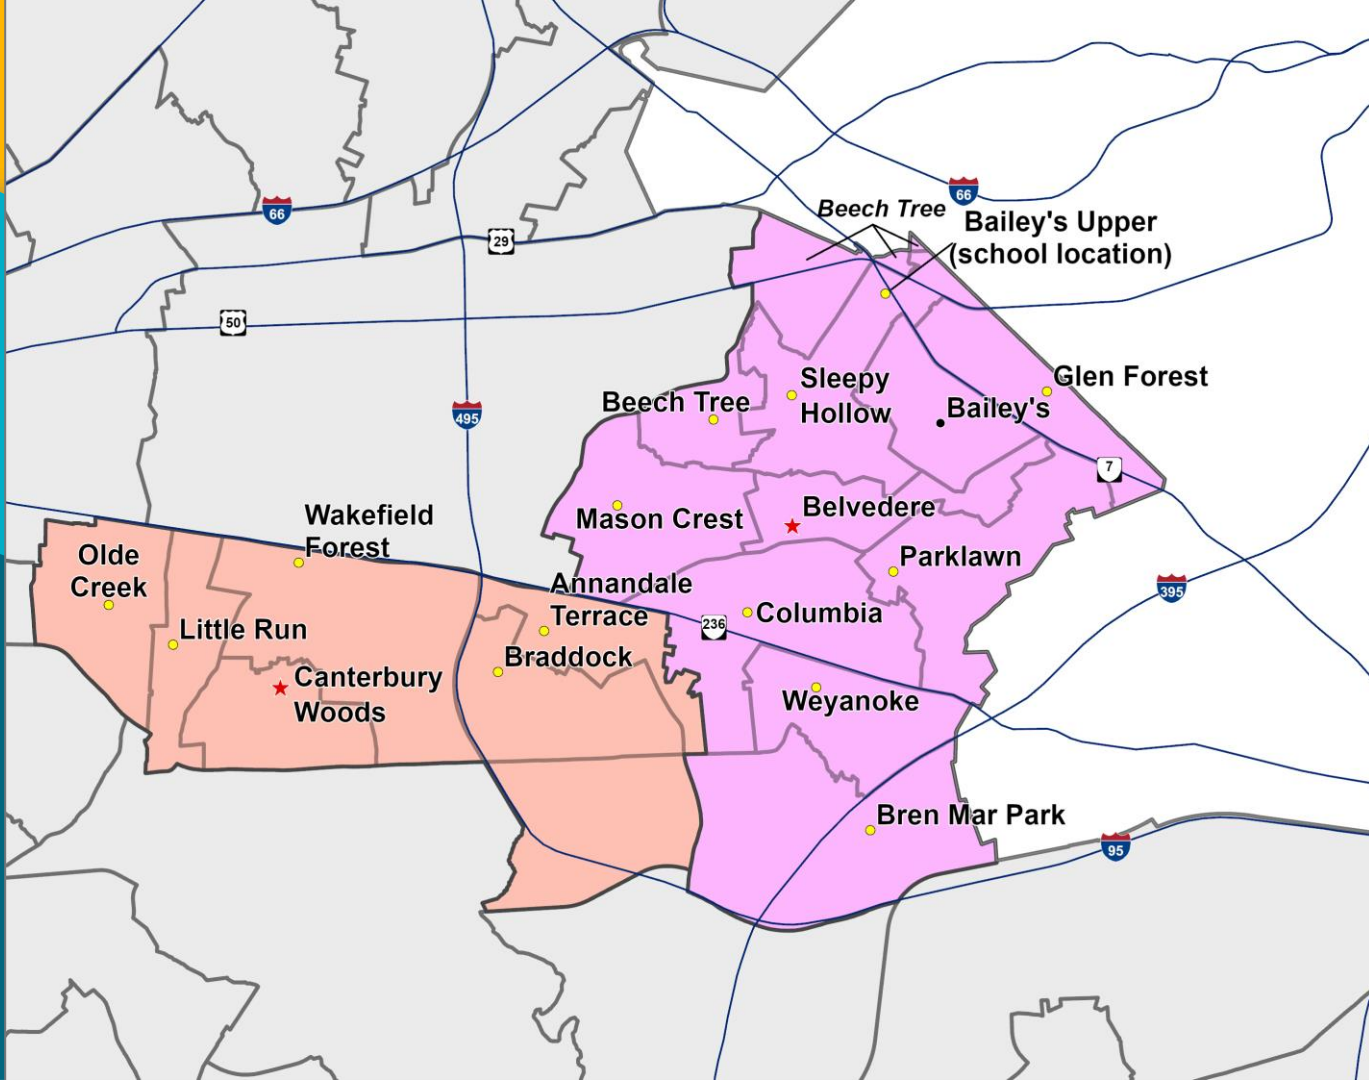 66
Beech Tree
Bailey's Upper
(school location)
66
29
50
495
Sleepy
Hollow
Glen Forest
Beech Tree
Bailey's
7
Mason Crest
Belvedere
Wakefield
Forest
Olde
Creek
Annandale
Terrace
Parklawn
395
Little Run
236
Columbia
Braddock
Canterbury
Woods
Weyanoke
Bren Mar Park
95